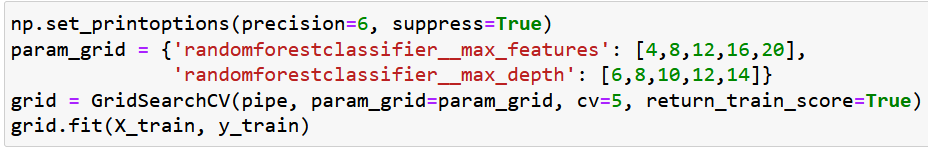 np.set_printoptions(precision=6, suppress=True)
param_grid = {'randomforestclassifier__max_features': [4,8,12,16,20],
              'randomforestclassifier__max_depth': [6,8,10,12,14]}
grid = GridSearchCV(pipe, param_grid=param_grid, cv=5, return_train_score=True)
grid.fit(X_train, y_train)